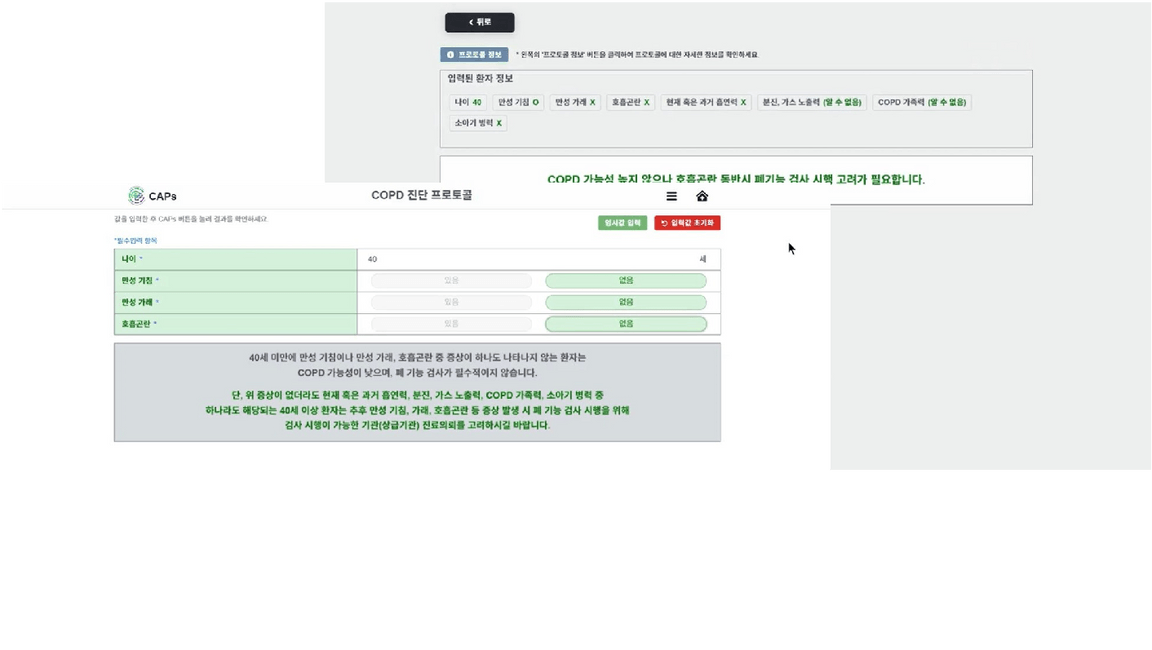 < 뒤로
프로토콜 정보 * 왼쪽의 '프로토콜 정보' 버튼을 클릭하여 프로토콜에 대한 자세한 정보를 확인하세요.
입력된 환자 정보
나이 40 만성 기침 O 만성 가래 X 호흡곤란 X 현재 혹은 과거 흡연력 X 분진, 가스 노출력 (알 수 없음) COPD 가족력 (알 수 없음)
소아기 병력 X
COPD 가능성 높지 않으나 호흡곤란 동반시 폐기능 검사 시행 고려가 필요합니다.
CAPs COPD 진단 프로토콜
값을 입력한 후 CAPs 버튼을 눌러 결과를 확인하세요.
예시값 입력 입력값 초기화
*필수입력 항목
나이 * 40 세
만성 기침 * 있음 없음
만성 가래 * 있음 없음
호흡곤란 * 있음 없음
40세 미만에 만성 기침이나 만성 가래, 호흡곤란 중 증상이 하나도 나타나지 않는 환자는
COPD 가능성이 낮으며, 폐 기능 검사가 필수적이지 않습니다.
단, 위 증상이 없더라도 현재 혹은 과거 흡연력, 분진, 가스 노출력, COPD 가족력, 소아기 병력 중
하나라도 해당되는 40세 이상 환자는 추후 만성 기침, 가래, 호흡곤란 등 증상 발생 시 폐 기능 검사 시행을 위해
검사 시행이 가능한 기관(상급기관) 진료의뢰를 고려하시길 바랍니다.